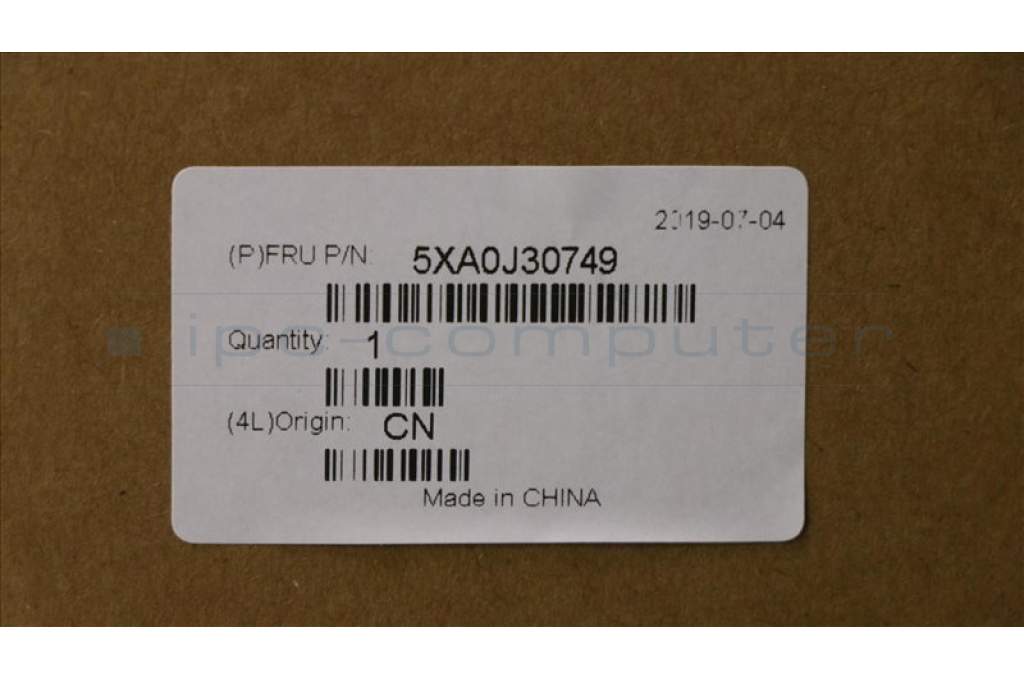 2019-07-04
(P)FRU P/N: 5XA0J30749
ipc-computer
Quantity: 1
(4L)Origin: CN
Made in CHINA